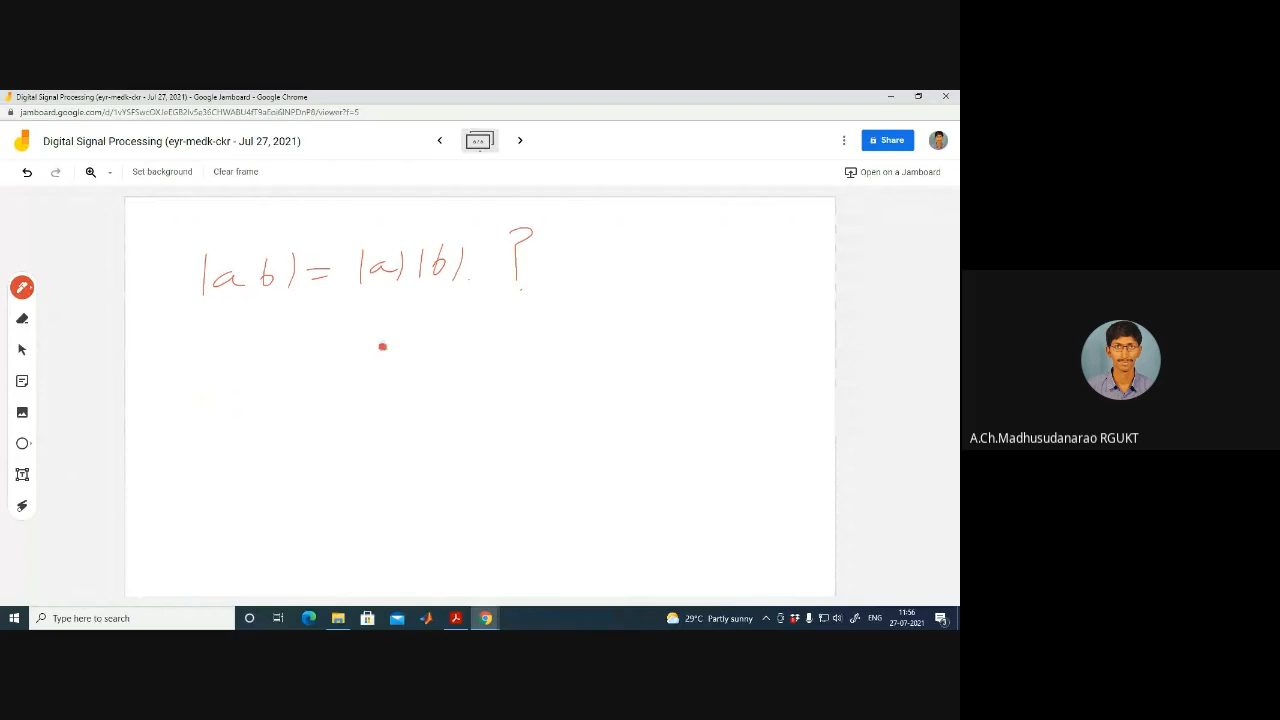 Digital Signal Processing (eyr-medk-ckr - Jul 27, 2021) - Google Jamboard - Google Chrome
Digital Signal Processing (eyr-medk-ckr - Jul 27, 2021)
6 / 6
Share
Set background
Clear frame
Open on a Jamboard
|a b| = |a| |b|. ?
A.Ch.Madhusudanarao RGUKT
Type here to search
29°C Partly sunny
ENG
11:56
27-07-2021